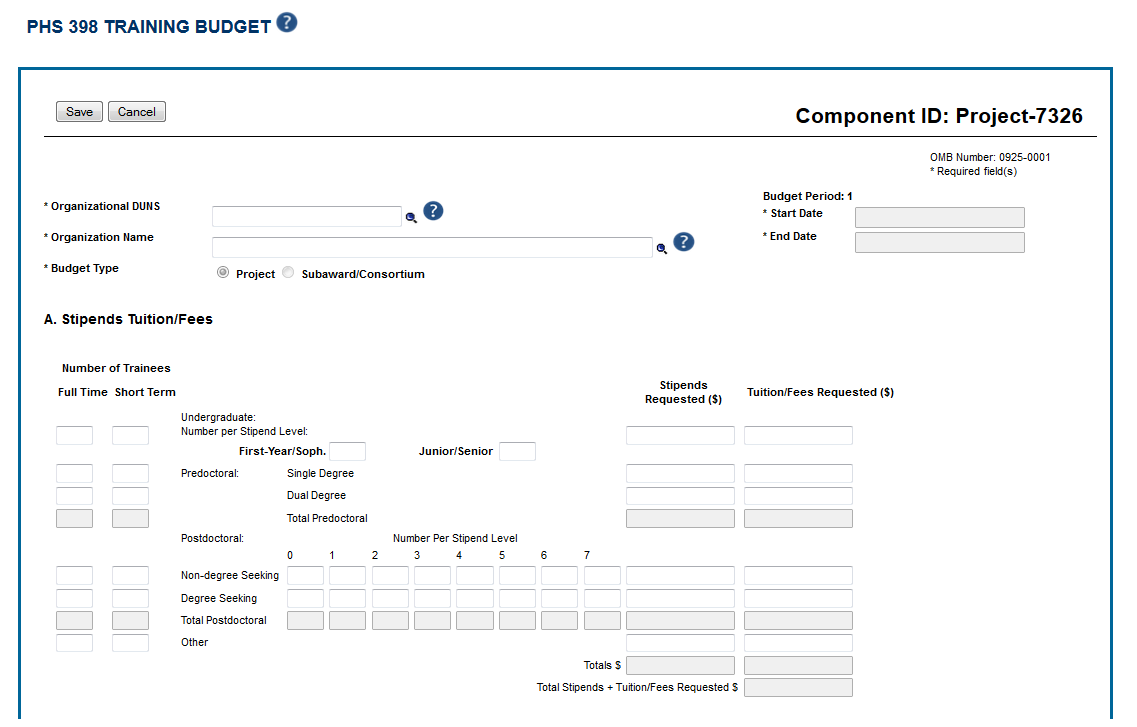 PHS 398 TRAINING BUDGET ?
Save Cancel
Component ID: Project-7326
OMB Number: 0925-0001
* Required field(s)
* Organizational DUNS ?
Budget Period: 1
* Start Date
* Organization Name ?
* End Date
* Budget Type
Project Subaward/Consortium
A. Stipends Tuition/Fees
Number of Trainees
Full Time Short Term
Stipends
Requested ($)
Tuition/Fees Requested ($)
Undergraduate:
Number per Stipend Level:
First-Year/Soph. Junior/Senior
Predoctoral: Single Degree
Dual Degree
Total Predoctoral
Postdoctoral: Number Per Stipend Level
0 1 2 3 4 5 6 7
Non-degree Seeking
Degree Seeking
Total Postdoctoral
Other
Totals $
Total Stipends + Tuition/Fees Requested $